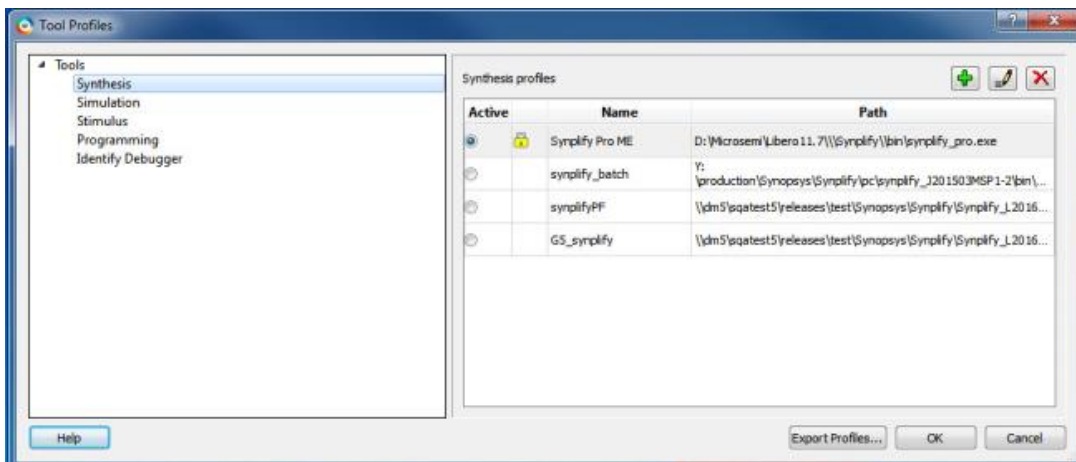 Tool Profiles
Tools
Synthesis
Simulation
Stimulus
Programming
Identify Debugger
Synthesis profiles
Active Name Path
Synplify Pro ME D:\Microsemi\Libero11.7\\\Synplify\\bin\synplify_pro.exe
synplify_batch Y:
\production\Synopsys\Synplify\pc\synplify_J201503MSP1-2\bin\...
synplifyPF \\dm5\sqatest5\releases\test\Synopsys\Synplify\Synplify_L2016...
G5_synplify \\dm5\sqatest5\releases\test\Synopsys\Synplify\Synplify_L2016...
Help
Export Profiles... OK Cancel